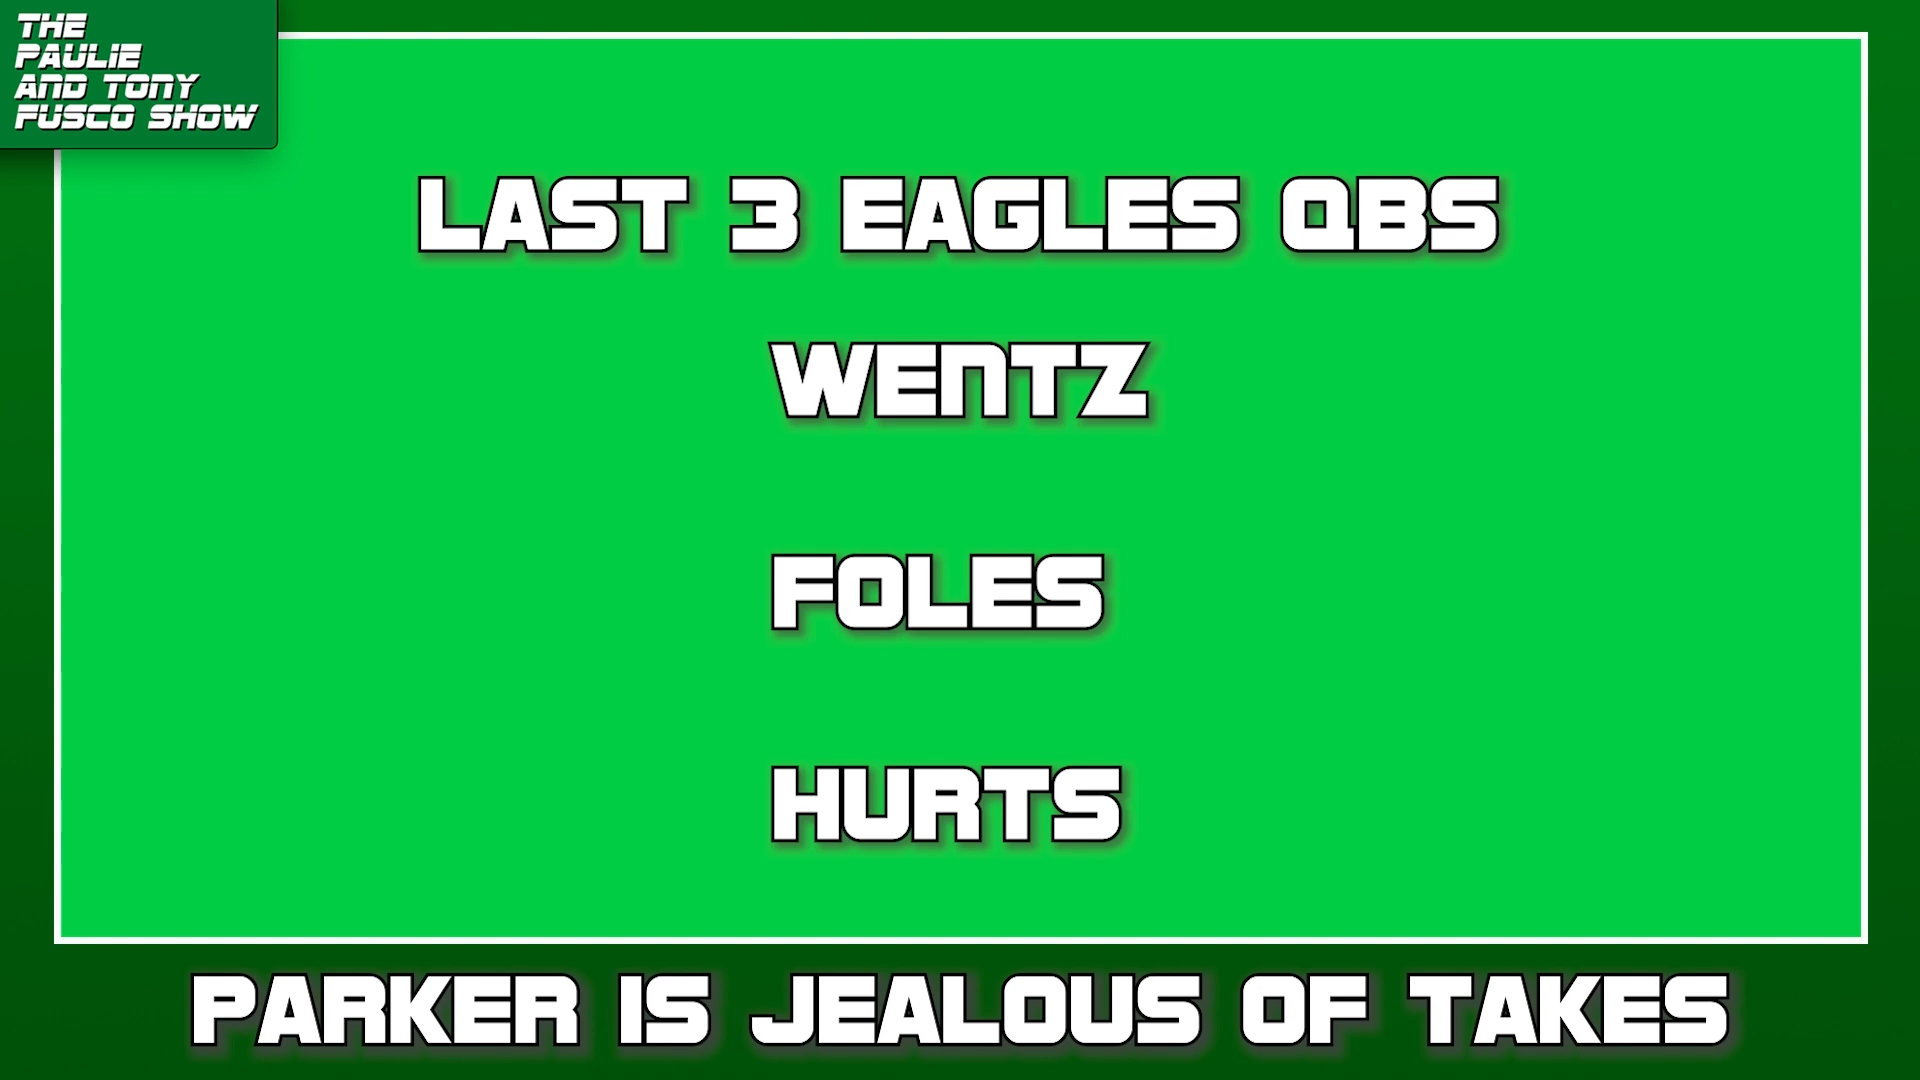 THE
PAULIE
AND TONY
FUSCO SHOW
LAST 3 EAGLES QBS
WENTZ
FOLES
HURTS
PARKER IS JEALOUS OF TAKES